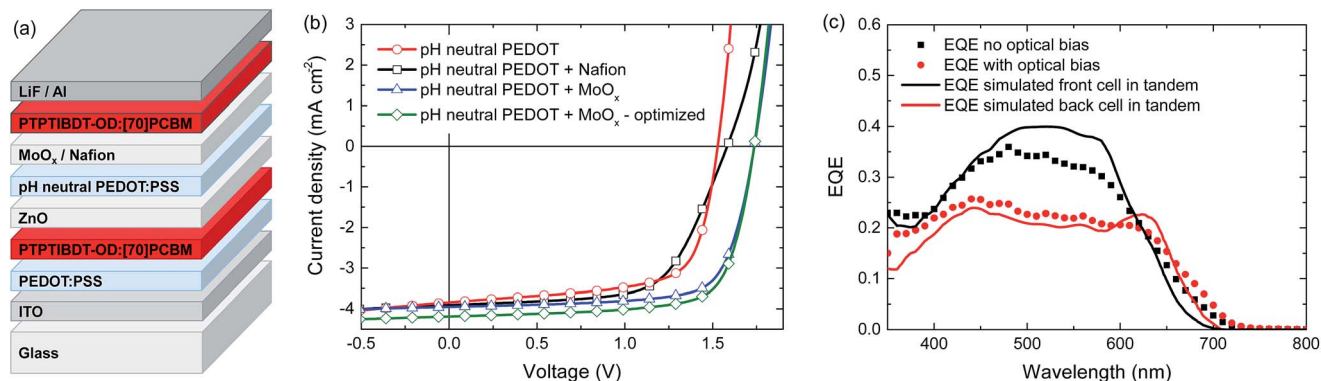 (a)
LiF / Al
PTPTIBDT-OD:[70]PCBM
MoOx / Nafion
pH neutral PEDOT:PSS
ZnO
PTPTIBDT-OD:[70]PCBM
PEDOT:PSS
ITO
Glass
(b)
pH neutral PEDOT
pH neutral PEDOT + Nafion
pH neutral PEDOT + MoOx
pH neutral PEDOT + MoOx - optimized
Current density (mA cm-2)
3
2
1
0
-1
-2
-3
-4
-0.5 0.0 0.5 1.0 1.5
Voltage (V)
(c)
EQE no optical bias
EQE with optical bias
EQE simulated front cell in tandem
EQE simulated back cell in tandem
EQE
0.6
0.5
0.4
0.3
0.2
0.1
0.0
400 500 600 700 800
Wavelength (nm)